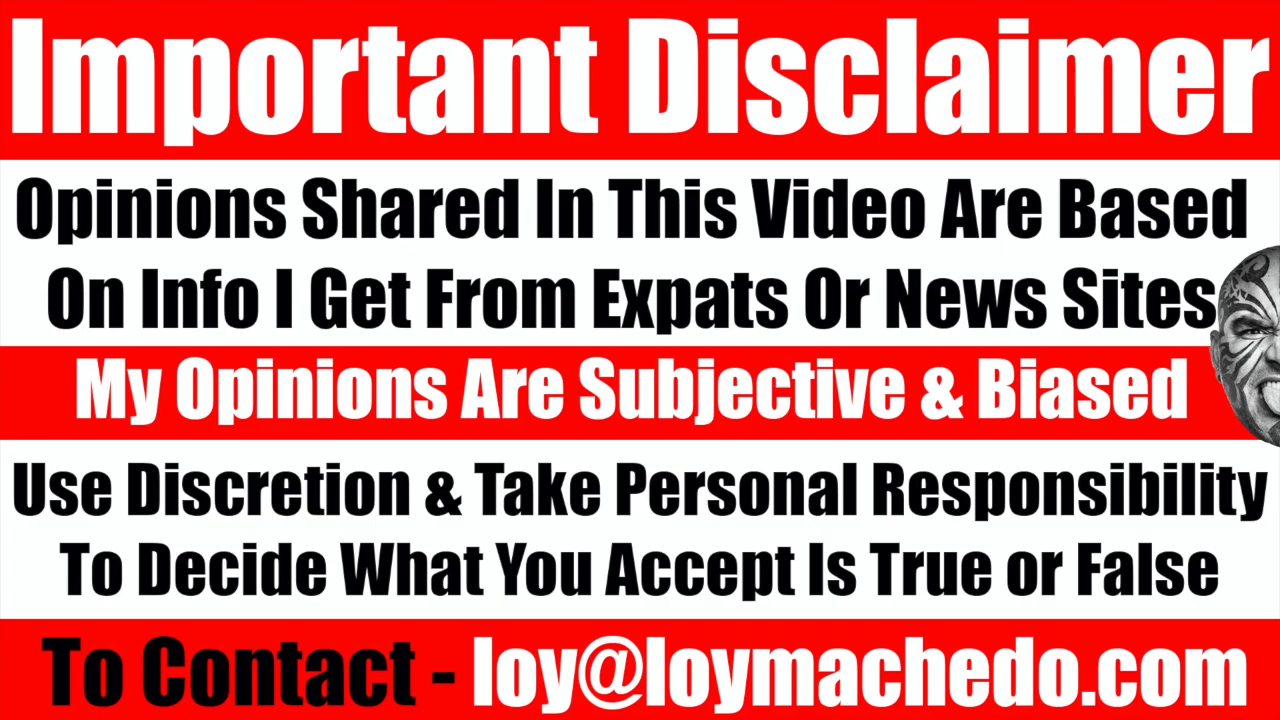 Important Disclaimer
Opinions Shared In This Video Are Based
On Info I Get From Expats Or News Sites
My Opinions Are Subjective & Biased
Use Discretion & Take Personal Responsibility
To Decide What You Accept Is True or False
To Contact - loy@loymachedo.com